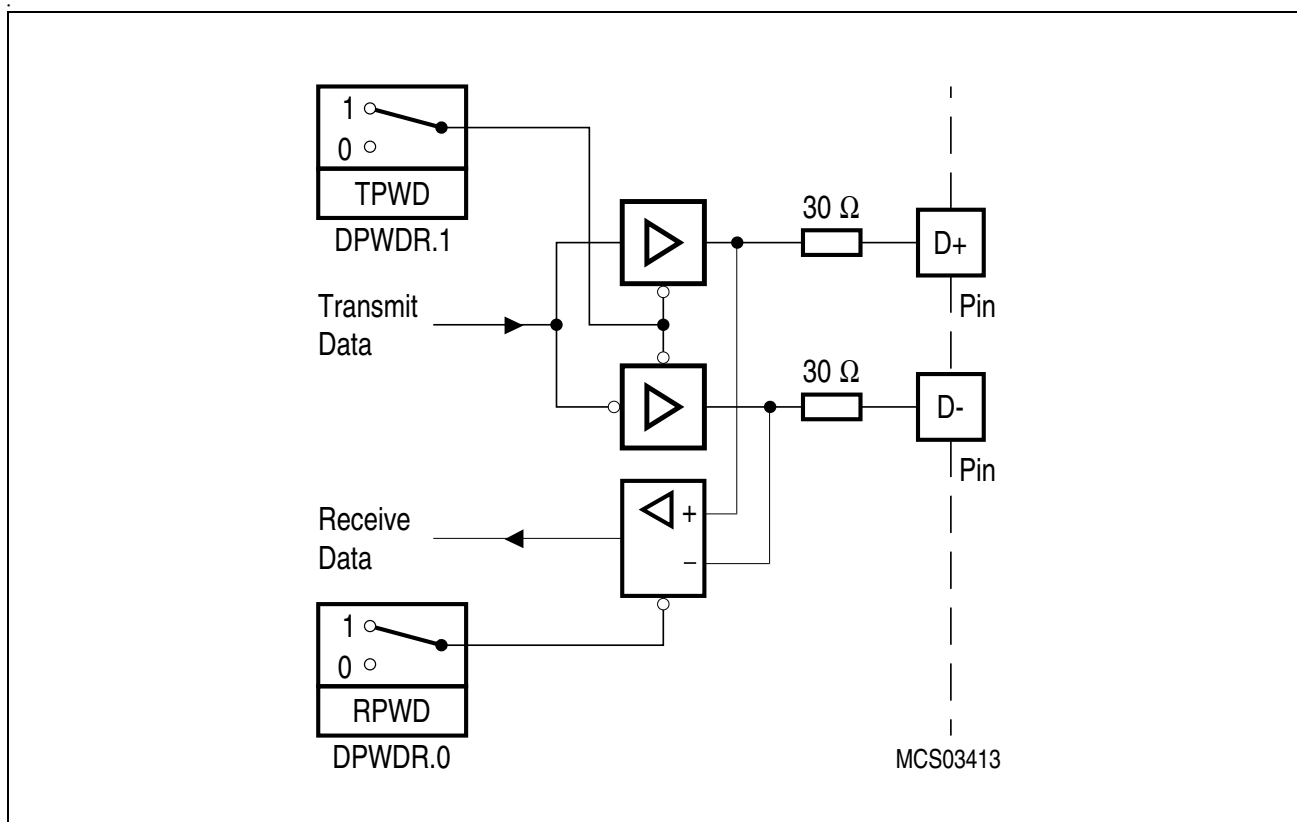 1
0
TPWD
DPWDR.1
30 Ω
D+
Pin
Transmit
Data
30 Ω
D-
Pin
+
−
Receive
Data
1
0
RPWD
DPWDR.0
MCS03413